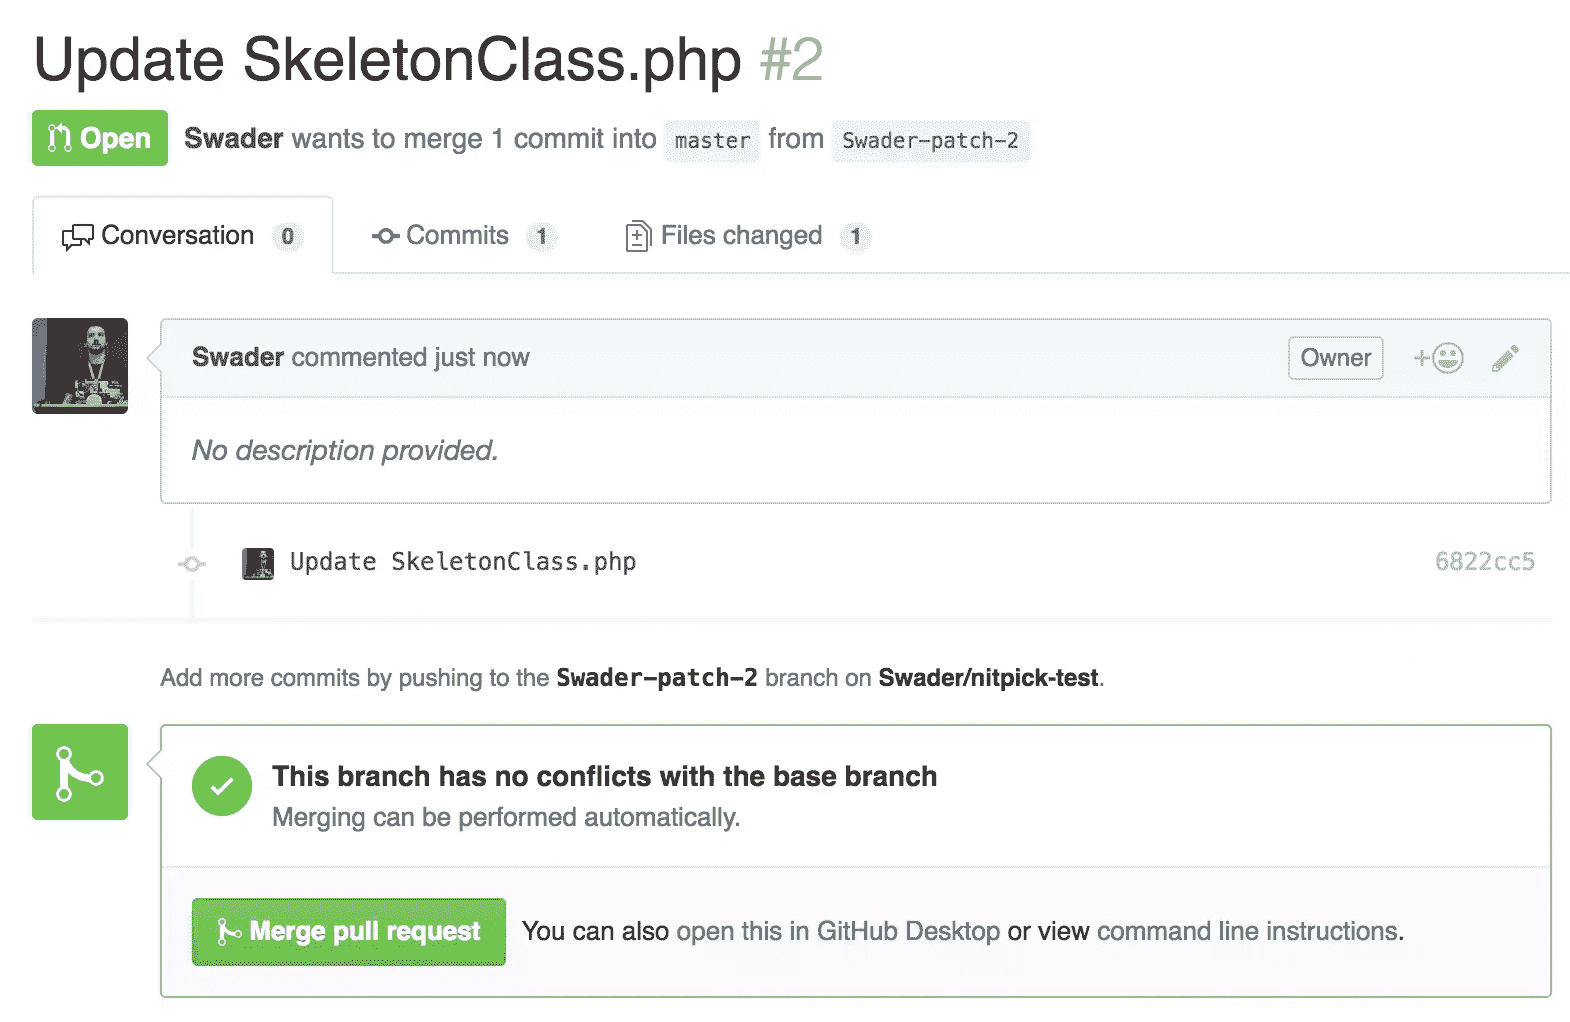 Update SkeletonClass.php #2
Open Swader wants to merge 1 commit into master from Swader-patch-2
Conversation 0 Commits 1 Files changed 1
Swader commented just now Owner +
No description provided.
Update SkeletonClass.php 6822cc5
Add more commits by pushing to the Swader-patch-2 branch on Swader/nitpick-test.
This branch has no conflicts with the base branch
Merging can be performed automatically.
Merge pull request You can also open this in GitHub Desktop or view command line instructions.